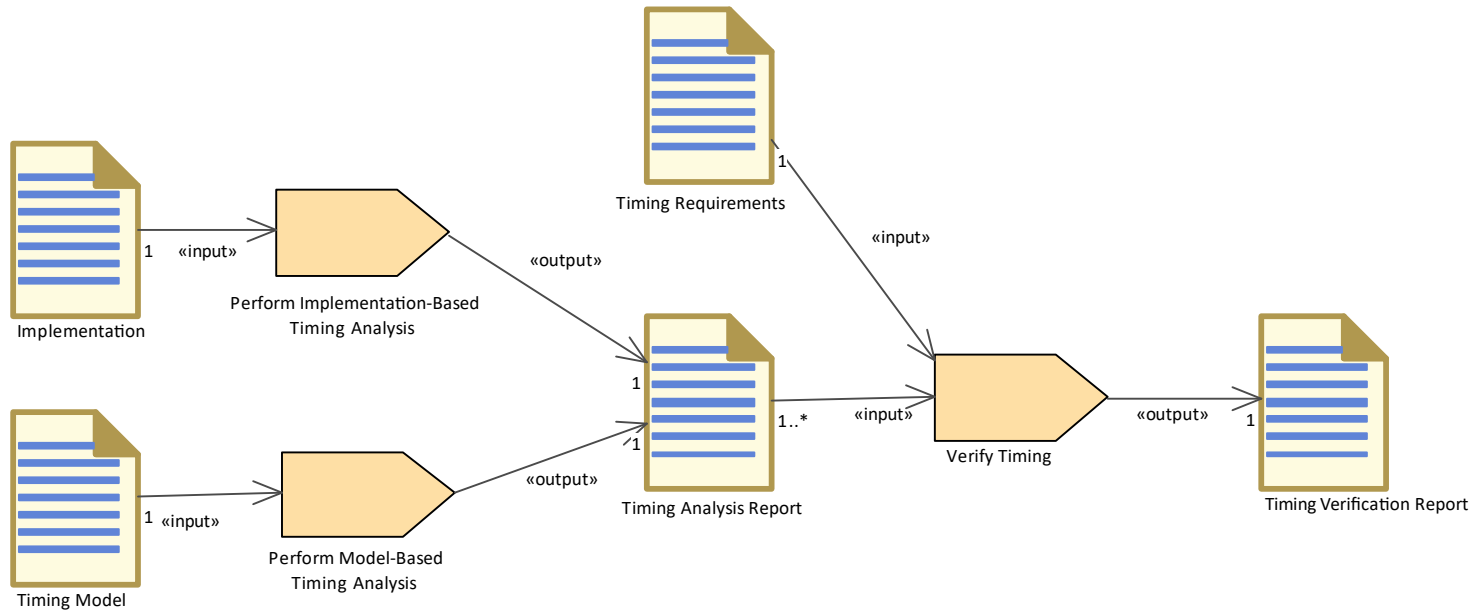 1
Timing Requirements
«input»
1
«input»
Implementation
Perform Implementation-Based
Timing Analysis
«output»
1
1
1..*
«input»
Timing Analysis Report
Verify Timing
«output»
1
Timing Verification Report
1
«input»
Timing Model
Perform Model-Based
Timing Analysis
«output»